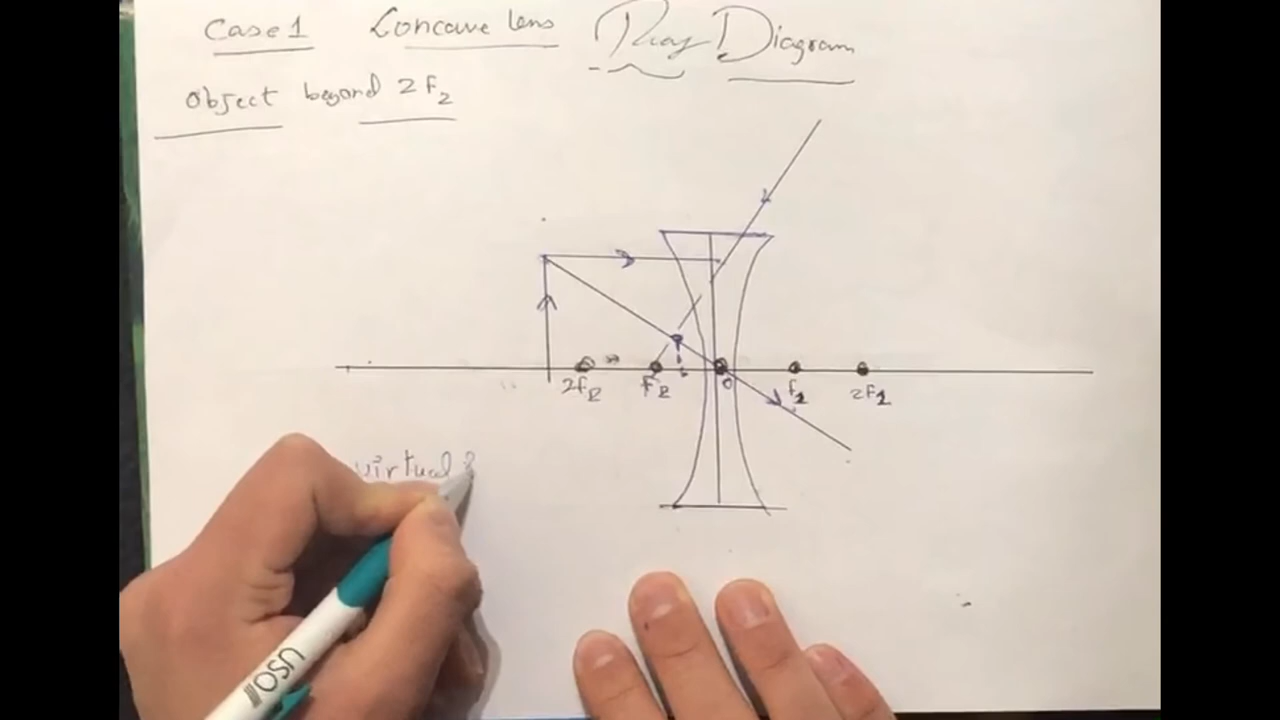 Case 1 Concave lens Ray Diagram
Object beyond 2F2
2F2 F2 O F1 2F1
virtual &
USO